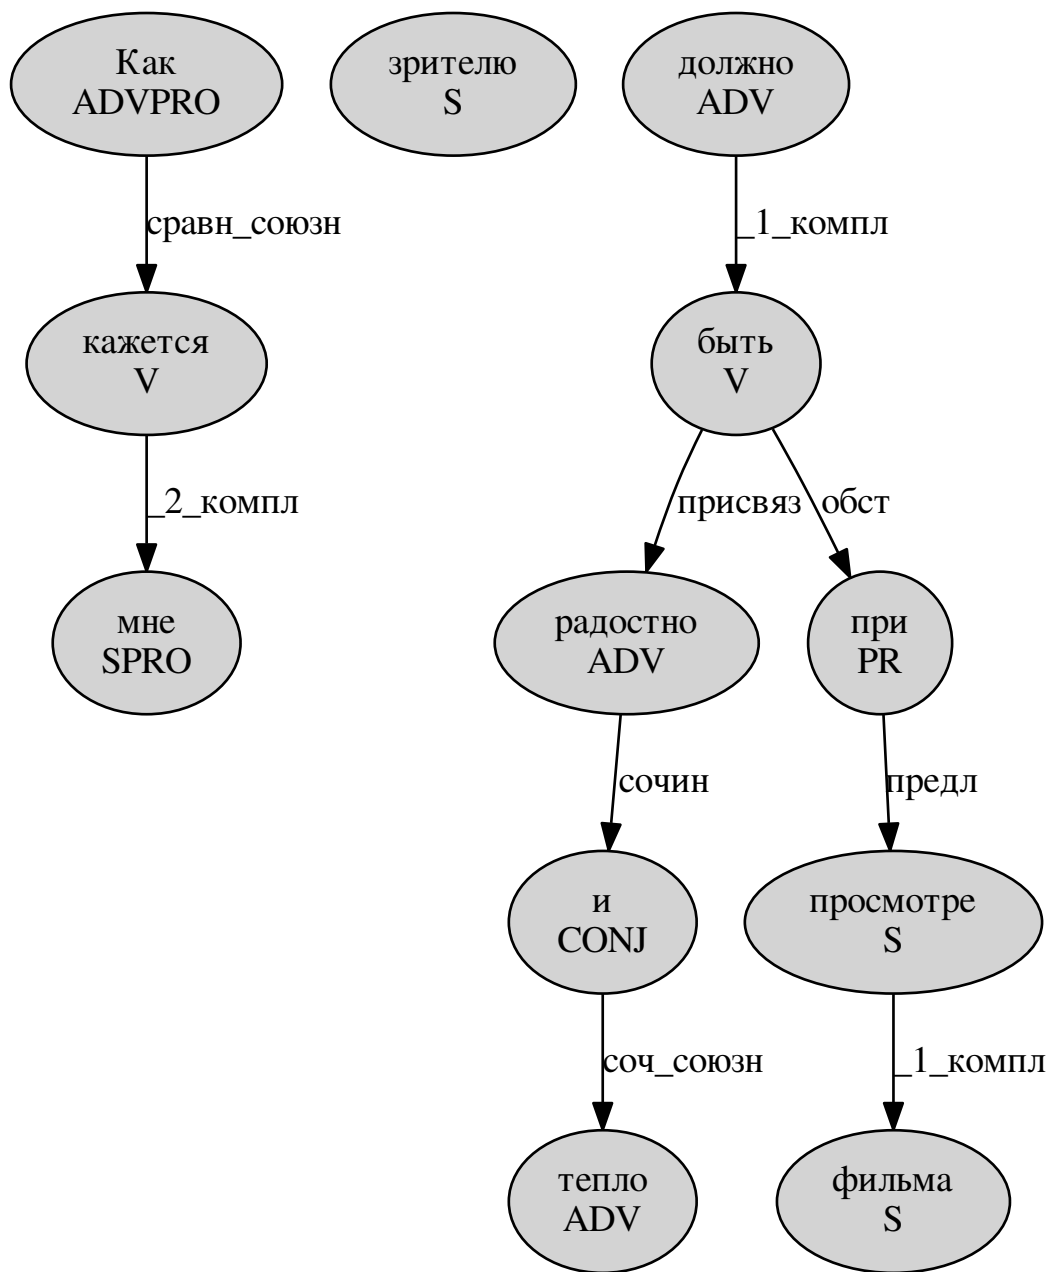 Как
ADVPRO
зрителю
S
должно
ADV
сравн_союзн
_1_компл
кажется
V
быть
V
_2_компл
присвяз
обст
мне
SPRO
радостно
ADV
при
PR
сочин
предл
и
CONJ
просмотре
S
соч_союзн
_1_компл
тепло
ADV
фильма
S